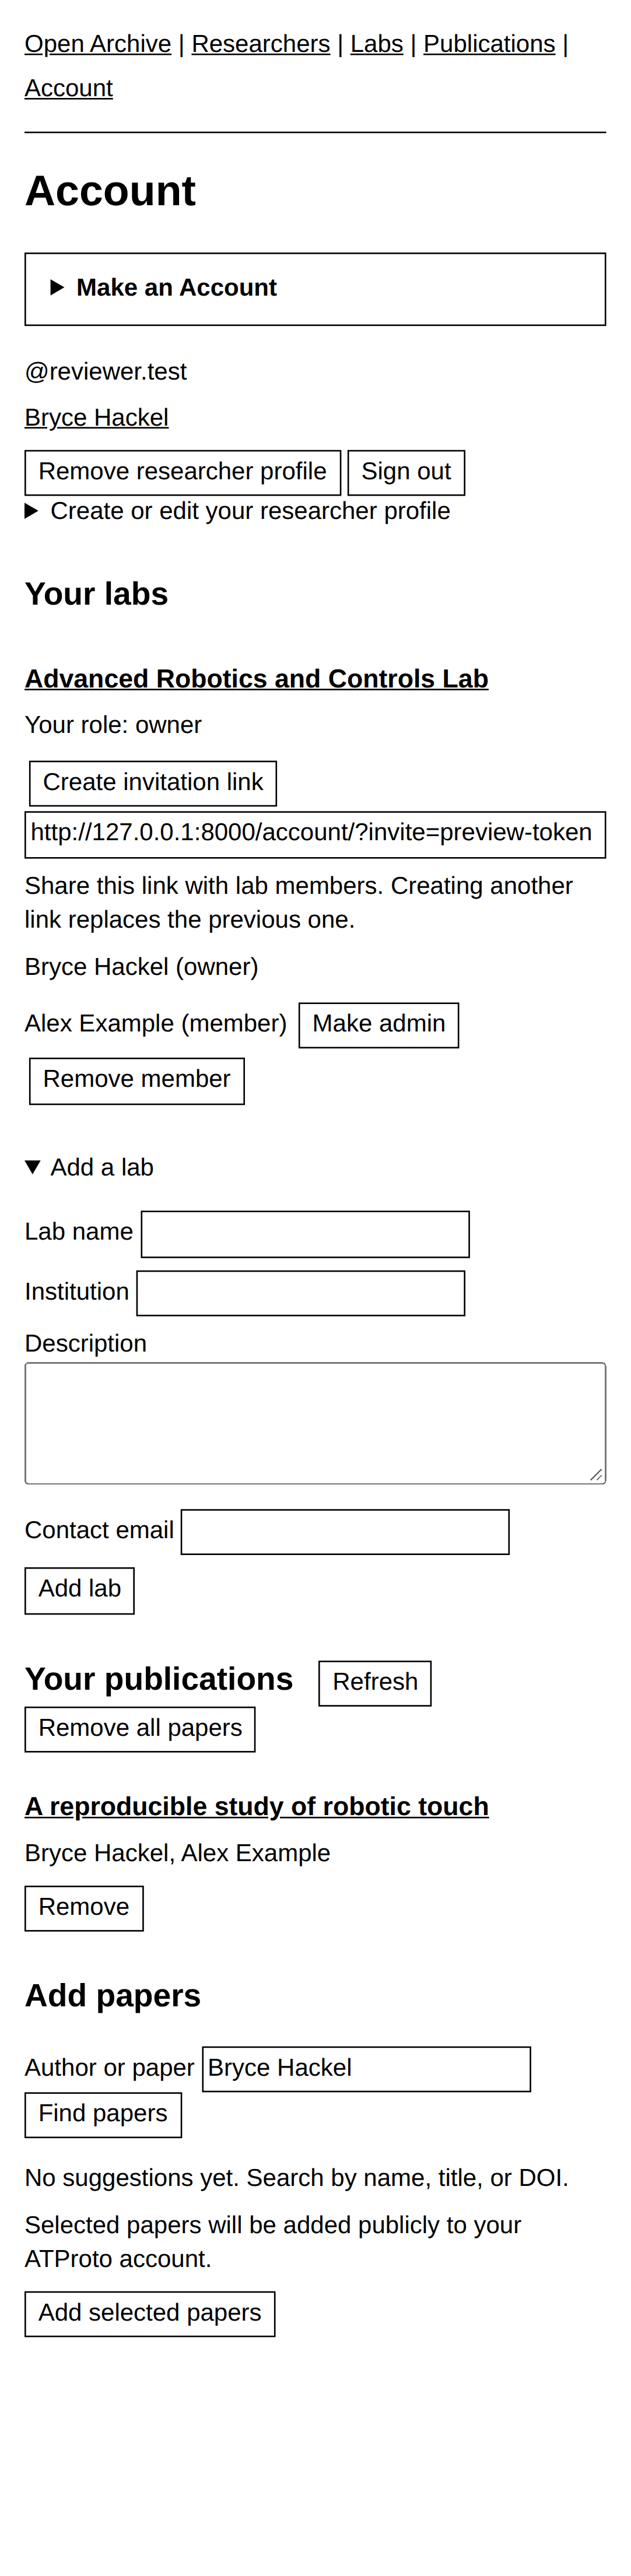 Open Archive | Researchers | Labs | Publications |
Account
Account
Make an Account
@reviewer.test
Bryce Hackel
Remove researcher profile Sign out
Create or edit your researcher profile
Your labs
Advanced Robotics and Controls Lab
Your role: owner
Create invitation link
http://127.0.0.1:8000/account/?invite=preview-token
Share this link with lab members. Creating another
link replaces the previous one.
Bryce Hackel (owner)
Alex Example (member) Make admin
Remove member
Add a lab
Lab name
Institution
Description
Contact email
Add lab
Your publications Refresh
Remove all papers
A reproducible study of robotic touch
Bryce Hackel, Alex Example
Remove
Add papers
Author or paper Bryce Hackel
Find papers
No suggestions yet. Search by name, title, or DOI.
Selected papers will be added publicly to your
ATProto account.
Add selected papers